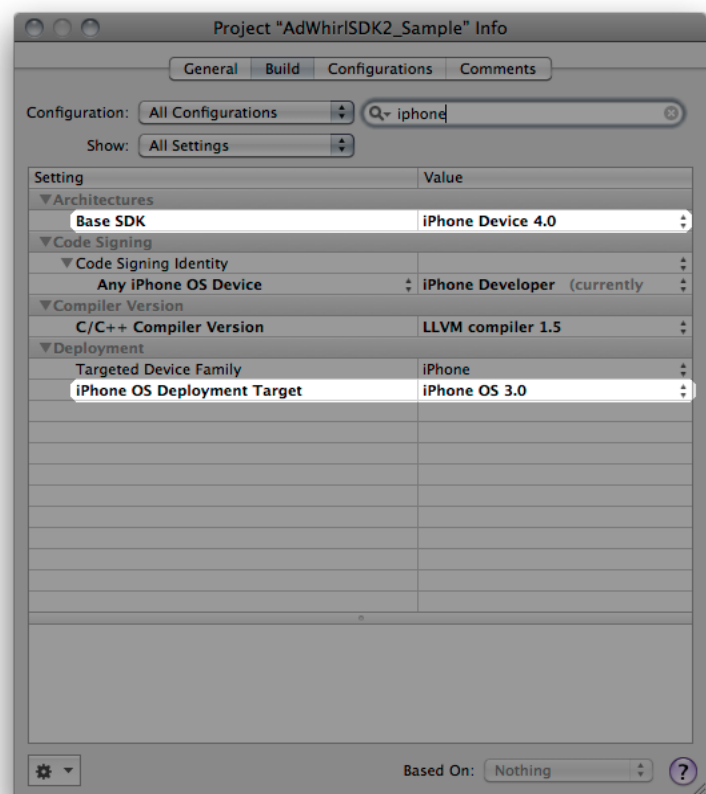 Project “AdWhirlSDK2_Sample” Info
General Build Configurations Comments
Configuration: All Configurations iphone
Show: All Settings
Setting Value
Architectures
Base SDK iPhone Device 4.0
Code Signing
Code Signing Identity
Any iPhone OS Device iPhone Developer (currently
Compiler Version
C/C++ Compiler Version LLVM compiler 1.5
Deployment
Targeted Device Family iPhone
iPhone OS Deployment Target iPhone OS 3.0
Based On: Nothing ?